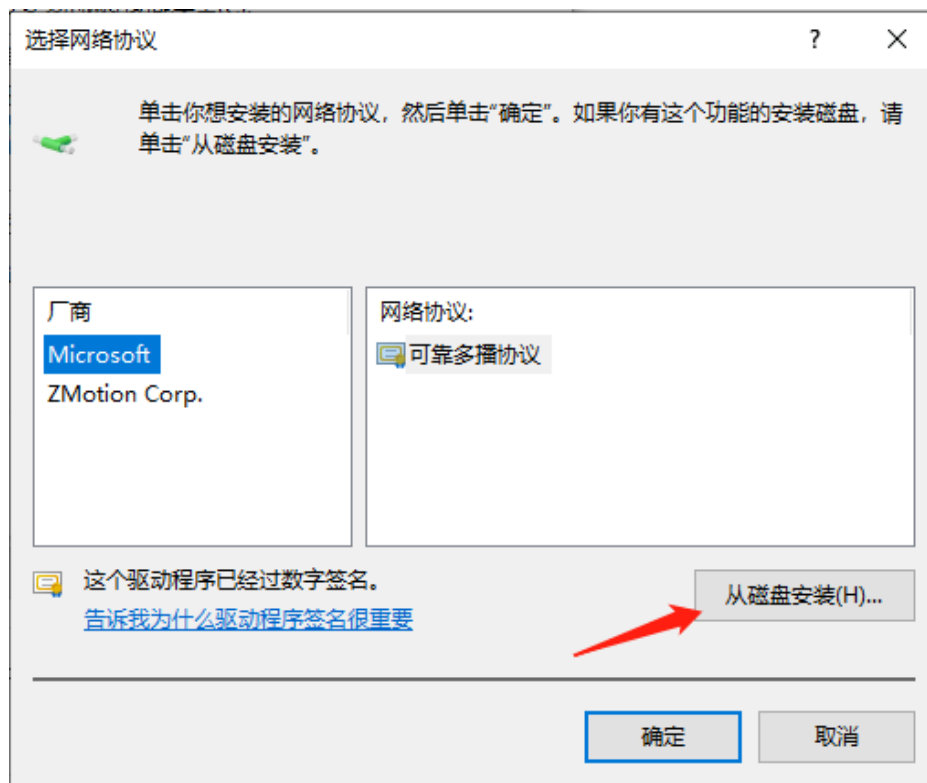 选择网络协议
?
单击你想安装的网络协议，然后单击“确定”。如果你有这个功能的安装磁盘，请
单击“从磁盘安装”。
厂商
Microsoft
ZMotion Corp.
网络协议:
可靠多播协议
这个驱动程序已经过数字签名。
告诉我为什么驱动程序签名很重要
从磁盘安装(H)...
确定
取消